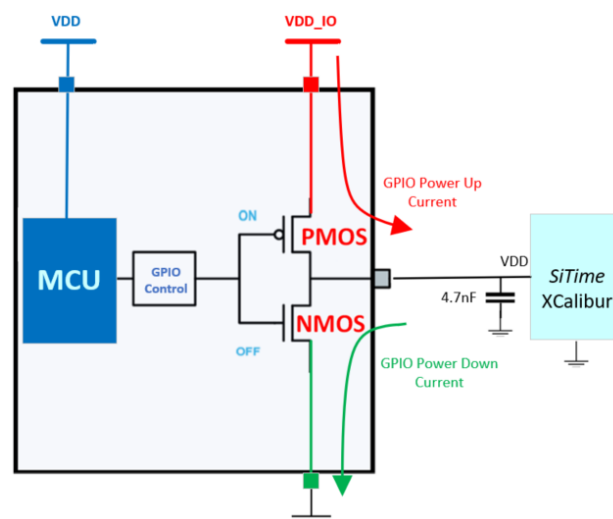 VDD
VDD_IO
GPIO Power Up
Current
ON
PMOS
MCU
GPIO
Control
VDD
SiTime
XCalibur
4.7nF
NMOS
OFF
GPIO Power Down
Current